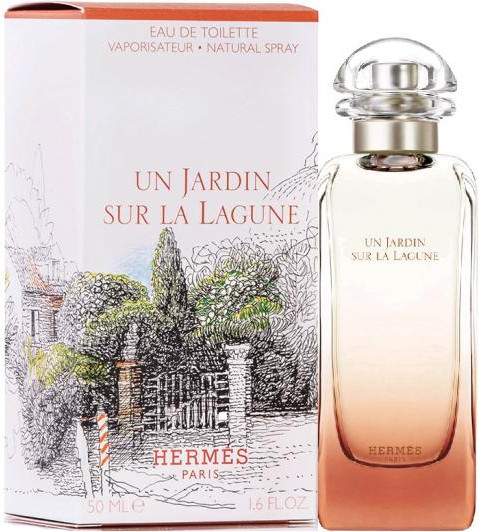 EAU DE TOILETTE
VAPORISATEUR • NATURAL SPRAY
UN JARDIN
SUR LA LAGUNE
HERMÈS
PARIS
50 ML ℮ 1.6 FL.OZ.
UN JARDIN
SUR LA LAGUNE
HERMÈS
PARIS